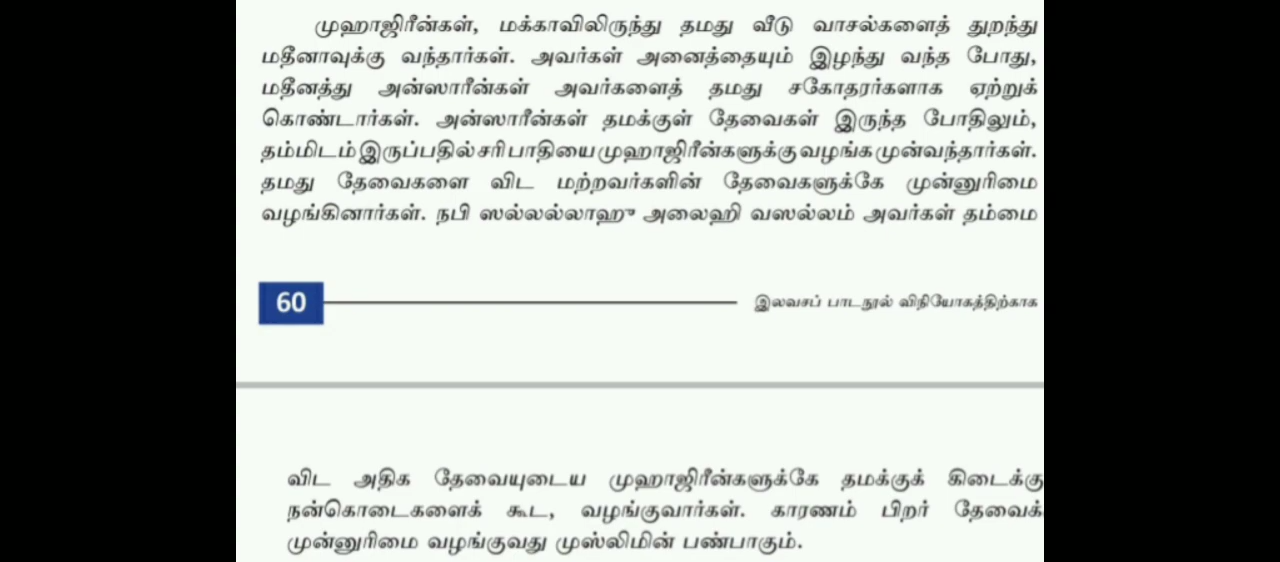 முஹாஜிரீன்கள், மக்காவிலிருந்து தமது வீடு வாசல்களைத் துறந்து
மதீனாவுக்கு வந்தார்கள். அவர்கள் அனைத்தையும் இழந்து வந்த போது,
மதீனத்து அன்ஸாரீன்கள் அவர்களைத் தமது சகோதரர்களாக ஏற்றுக்
கொண்டார்கள். அன்ஸாரீன்கள் தமக்குள் தேவைகள் இருந்த போதிலும்,
தம்மிடம் இருப்பதில் சரி பாதியை முஹாஜிரீன்களுக்கு வழங்க முன்வந்தார்கள்.
தமது தேவைகளை விட மற்றவர்களின் தேவைகளுக்கே முன்னுரிமை
வழங்கினார்கள். நபி ஸல்லல்லாஹு அலைஹி வஸல்லம் அவர்கள் தம்மை
60 இலவசப் பாடநூல் விநியோகத்திற்காக
விட அதிக தேவையுடைய முஹாஜிரீன்களுக்கே தமக்குக் கிடைக்கு
நன்கொடைகளைக் கூட, வழங்குவார்கள். காரணம் பிறர் தேவைக்
முன்னுரிமை வழங்குவது முஸ்லிமின் பண்பாகும்.